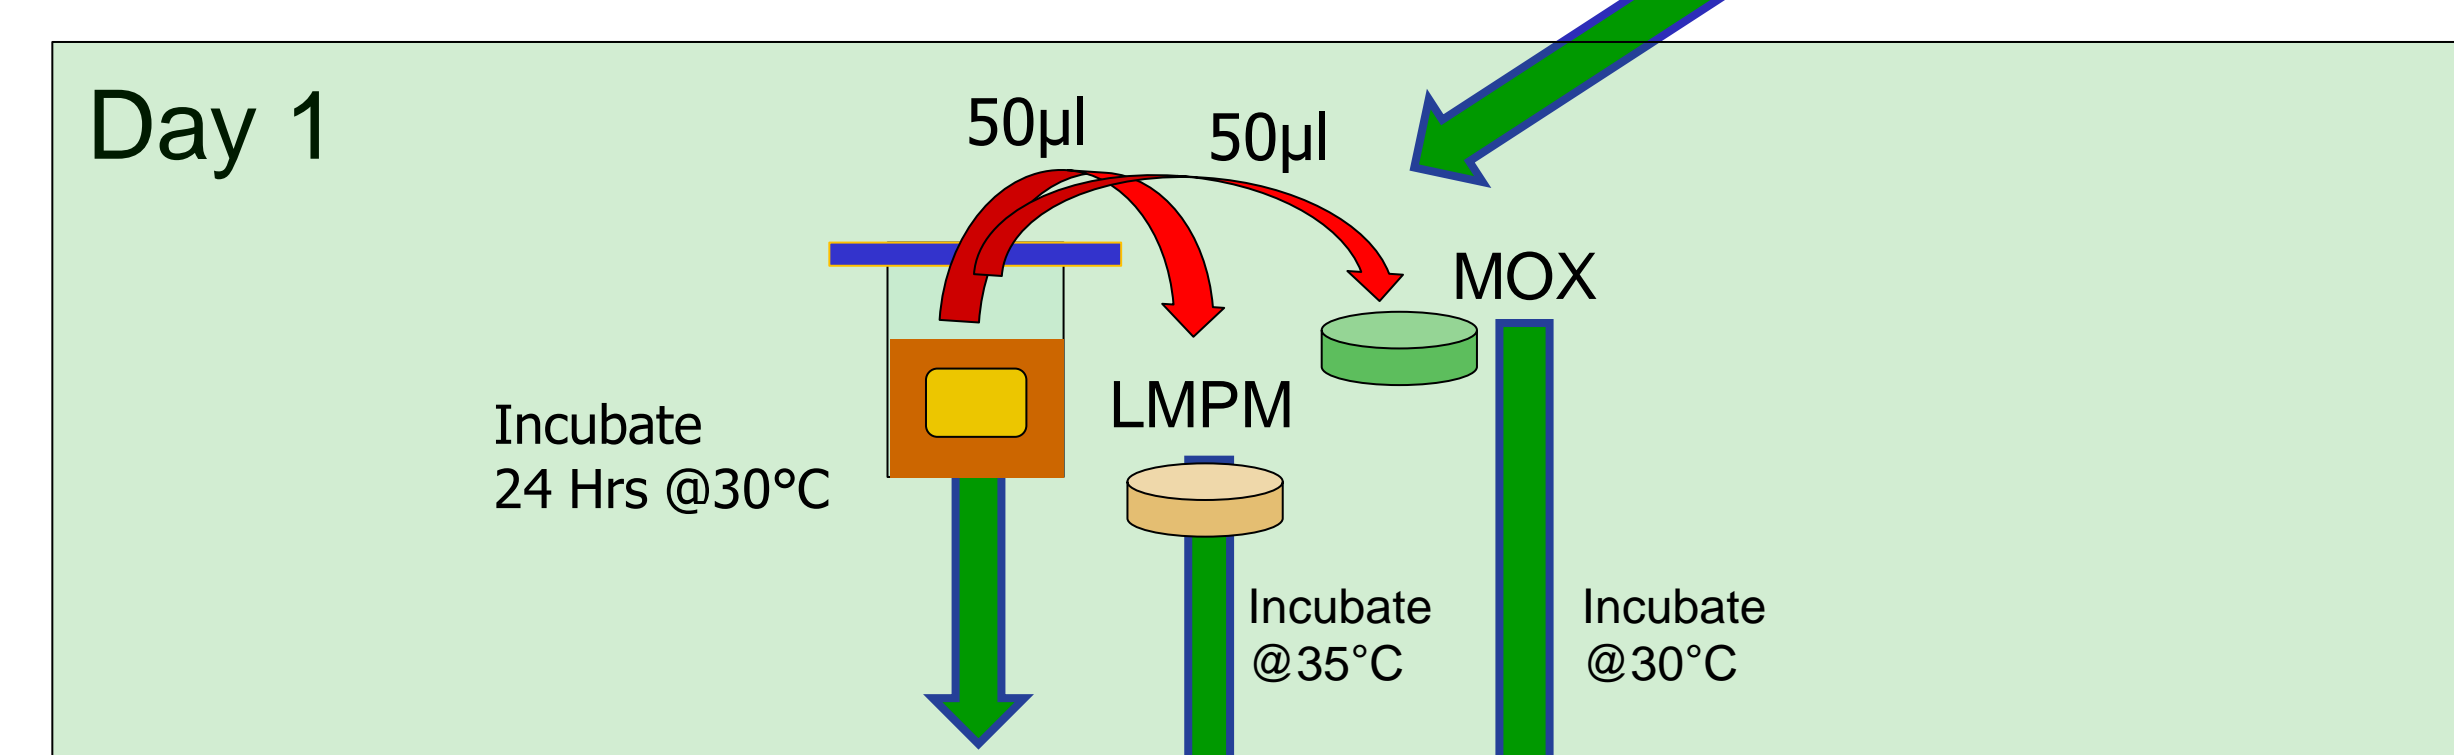 Day 1
50µl
50µl
MOX
LMPM
Incubate
24 Hrs @30°C
Incubate
@35°C
Incubate
@30°C